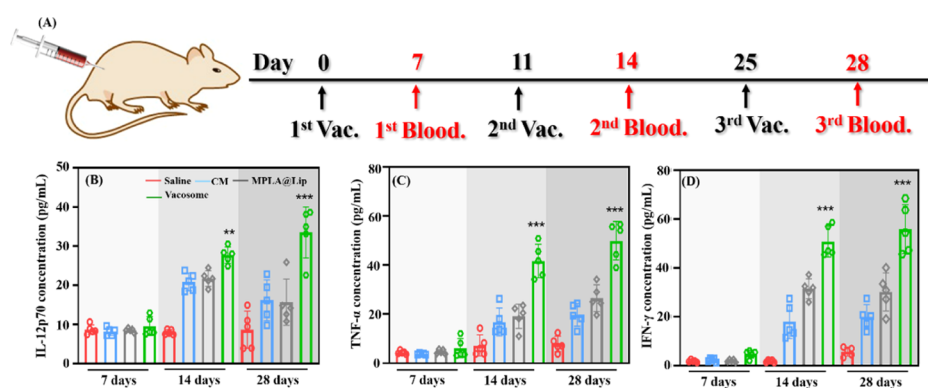 (A)
Day 0 7 11 14 25 28
1st Vac. 1st Blood. 2nd Vac. 2nd Blood. 3rd Vac. 3rd Blood.
(B)
Saline CM MPLA@Lip
Vacosome
IL-12p70 concentration (pg/mL)
50
40
30
20
10
0
** ***
7 days 14 days 28 days
(C)
TNF-α concentration (pg/mL)
80
60
40
20
0
*** ***
7 days 14 days 28 days
(D)
IFN-γ concentration (pg/mL)
80
60
40
20
0
*** ***
7 days 14 days 28 days